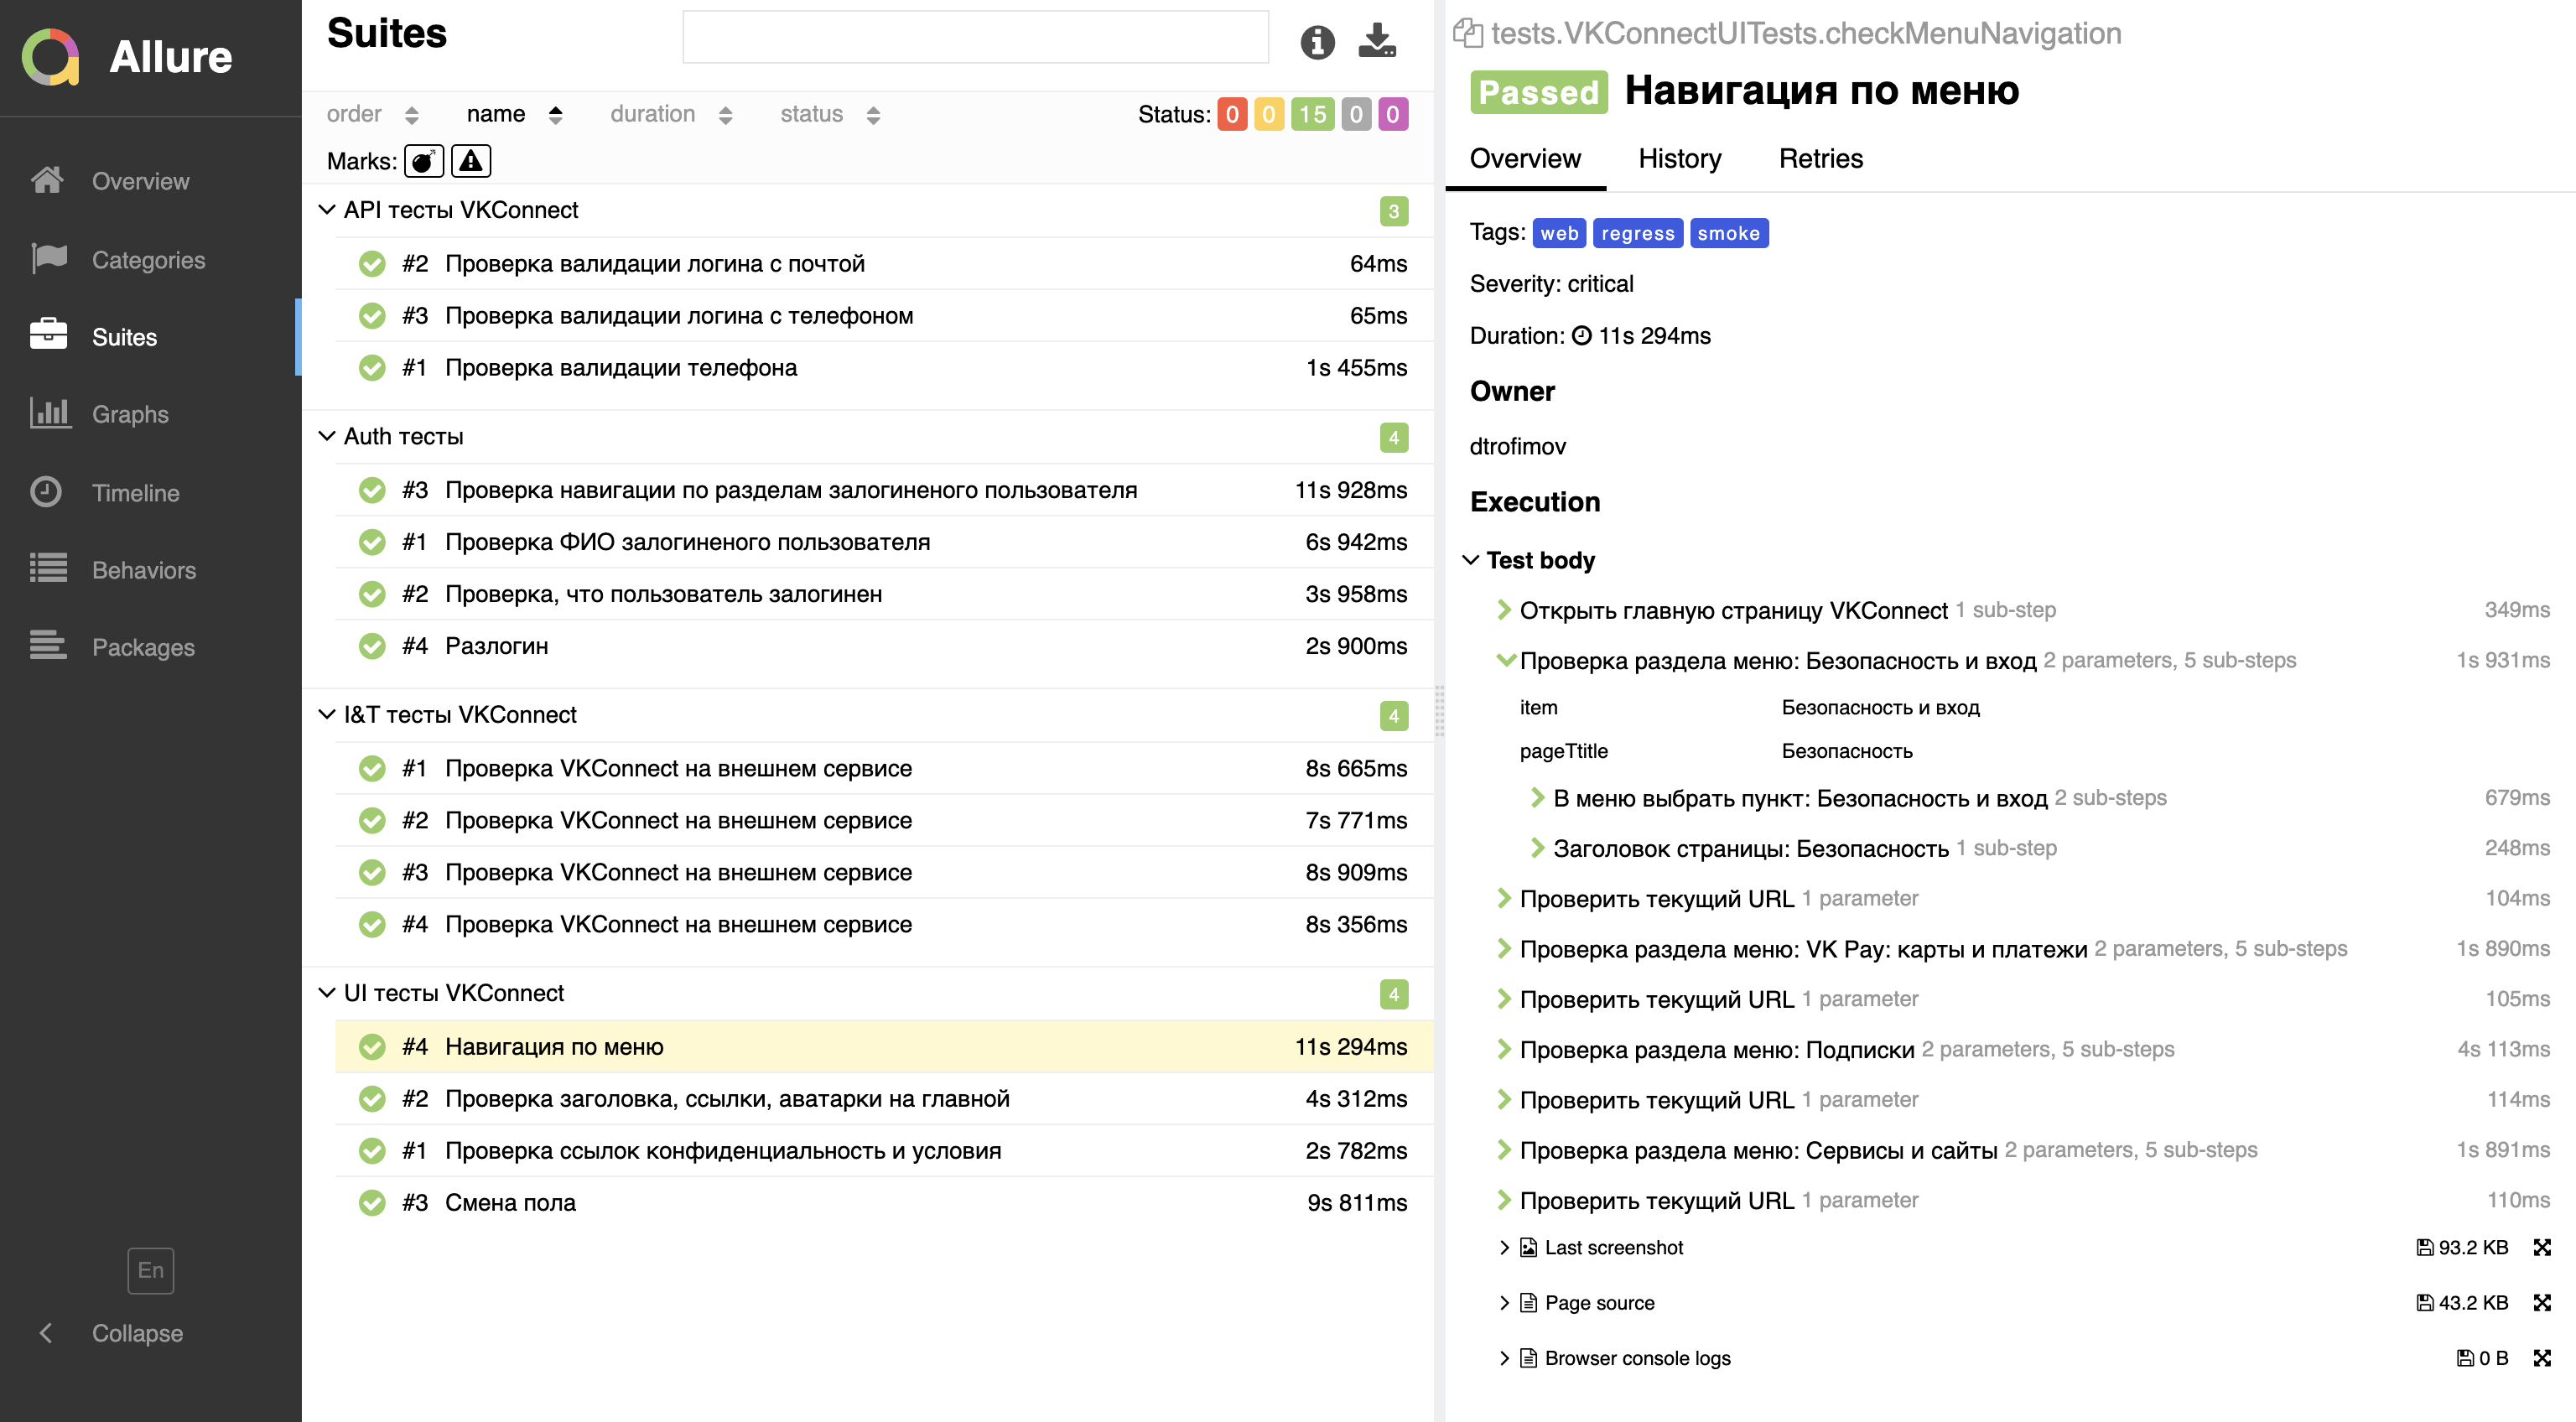 Allure
Overview
Categories
Suites
Graphs
Timeline
Behaviors
Packages
En
Collapse
Suites
order name duration status Status: 0 0 15 0 0
Marks:
API тесты VKConnect 3
#2 Проверка валидации логина с почтой 64ms
#3 Проверка валидации логина с телефоном 65ms
#1 Проверка валидации телефона 1s 455ms
Auth тесты 4
#3 Проверка навигации по разделам залогиненого пользователя 11s 928ms
#1 Проверка ФИО залогиненого пользователя 6s 942ms
#2 Проверка, что пользователь залогинен 3s 958ms
#4 Разлогин 2s 900ms
I&T тесты VKConnect 4
#1 Проверка VKConnect на внешнем сервисе 8s 665ms
#2 Проверка VKConnect на внешнем сервисе 7s 771ms
#3 Проверка VKConnect на внешнем сервисе 8s 909ms
#4 Проверка VKConnect на внешнем сервисе 8s 356ms
UI тесты VKConnect 4
#4 Навигация по меню 11s 294ms
#2 Проверка заголовка, ссылки, аватарки на главной 4s 312ms
#1 Проверка ссылок конфиденциальность и условия 2s 782ms
#3 Смена пола 9s 811ms
tests.VKConnectUITests.checkMenuNavigation
Passed Навигация по меню
Overview History Retries
Tags: web regress smoke
Severity: critical
Duration: 11s 294ms
Owner
dtrofimov
Execution
Test body
Открыть главную страницу VKConnect 1 sub-step 349ms
Проверка раздела меню: Безопасность и вход 2 parameters, 5 sub-steps 1s 931ms
item Безопасность и вход
pageTtitle Безопасность
В меню выбрать пункт: Безопасность и вход 2 sub-steps 679ms
Заголовок страницы: Безопасность 1 sub-step 248ms
Проверить текущий URL 1 parameter 104ms
Проверка раздела меню: VK Pay: карты и платежи 2 parameters, 5 sub-steps 1s 890ms
Проверить текущий URL 1 parameter 105ms
Проверка раздела меню: Подписки 2 parameters, 5 sub-steps 4s 113ms
Проверить текущий URL 1 parameter 114ms
Проверка раздела меню: Сервисы и сайты 2 parameters, 5 sub-steps 1s 891ms
Проверить текущий URL 1 parameter 110ms
Last screenshot 93.2 KB
Page source 43.2 KB
Browser console logs 0 B